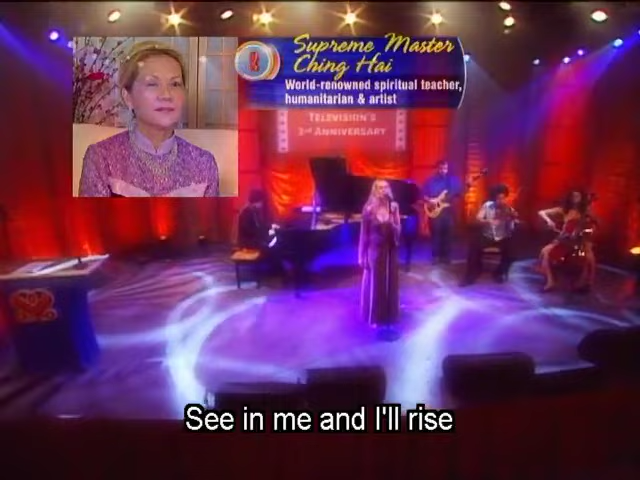 Supreme Master
Ching Hai
World-renowned spiritual teacher,
humanitarian & artist
TELEVISION'S
3rd ANNIVERSARY
See in me and I'll rise